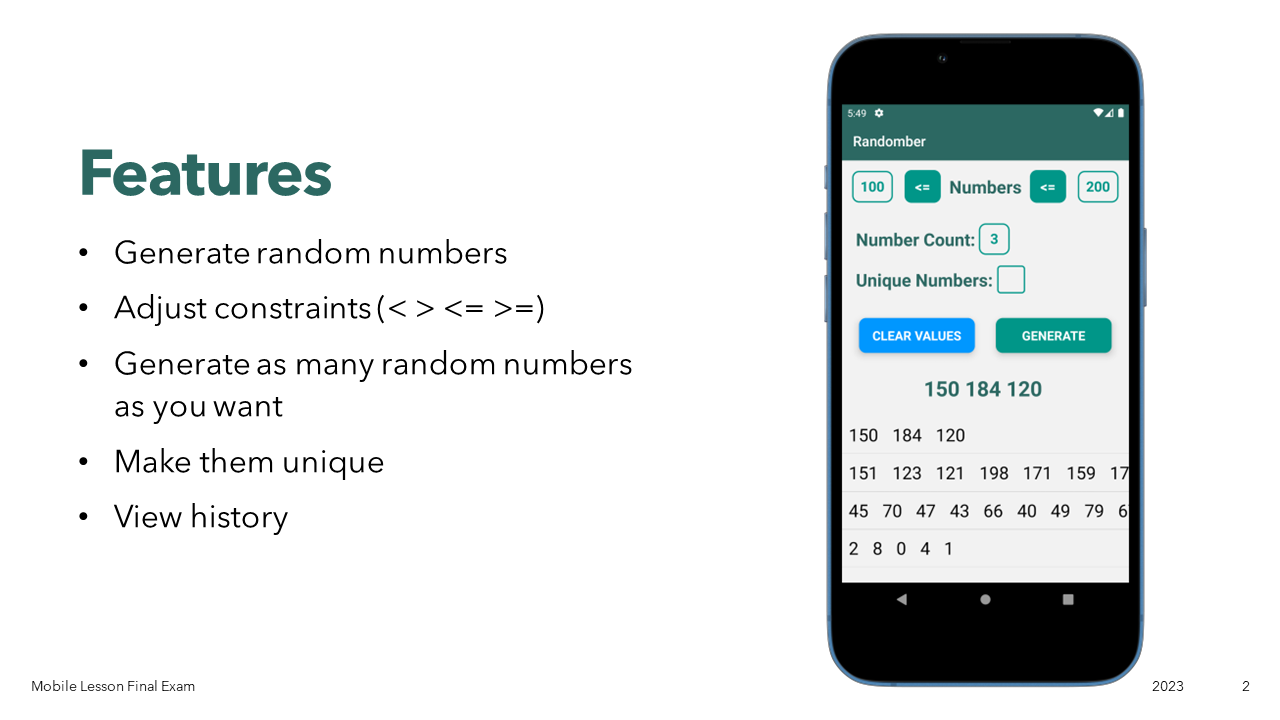 Features
• Generate random numbers
• Adjust constraints (< > <= >=)
• Generate as many random numbers
as you want
• Make them unique
• View history
5:49
Randomber
100 <= Numbers <= 200
Number Count: 3
Unique Numbers:
CLEAR VALUES GENERATE
150 184 120
150 184 120
151 123 121 198 171 159 17
45 70 47 43 66 40 49 79 6
2 8 0 4 1
Mobile Lesson Final Exam 2023 2